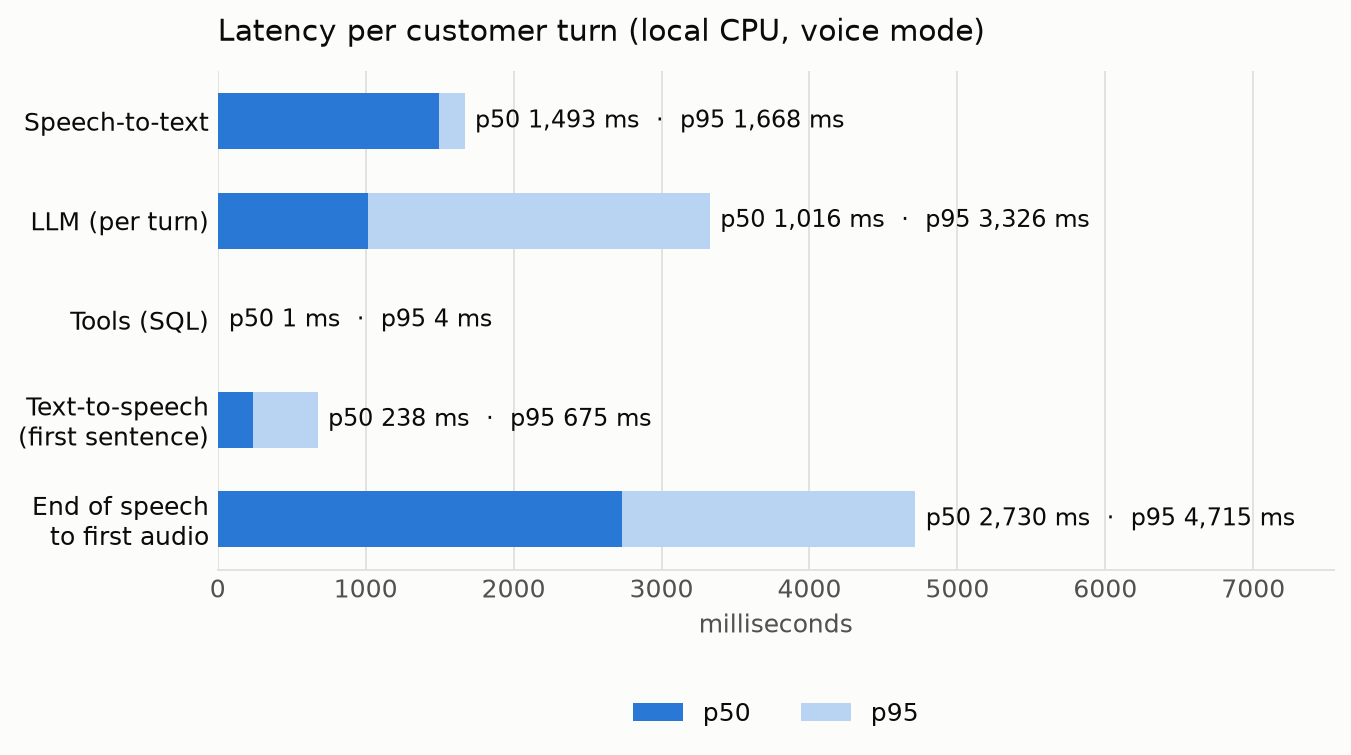 Latency per customer turn (local CPU, voice mode)
Speech-to-text
p50 1,493 ms · p95 1,668 ms
LLM (per turn)
p50 1,016 ms · p95 3,326 ms
Tools (SQL)
p50 1 ms · p95 4 ms
Text-to-speech
(first sentence)
p50 238 ms · p95 675 ms
End of speech
to first audio
p50 2,730 ms · p95 4,715 ms
0 1000 2000 3000 4000 5000 6000 7000
milliseconds
p50 p95